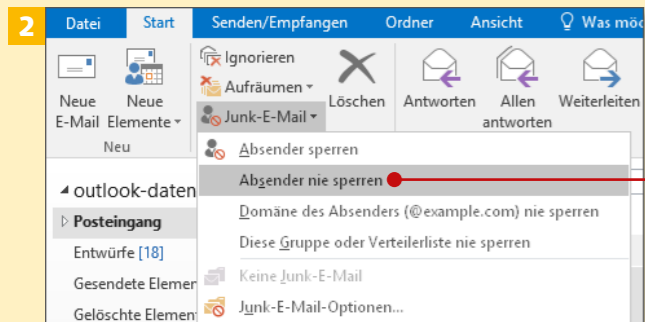 2
Datei Start Senden/Empfangen Ordner Ansicht Was möc
Neue E-Mail
Neue Elemente
Neu
Ignorieren
Aufräumen
Junk-E-Mail
Löschen
Antworten
Allen antworten
Weiterleiten
Absender sperren
Absender nie sperren
Domäne des Absenders (@example.com) nie sperren
Diese Gruppe oder Verteilerliste nie sperren
Keine Junk-E-Mail
Junk-E-Mail-Optionen...
outlook-daten
Posteingang
Entwürfe [18]
Gesendete Elemen
Gelöschte Element